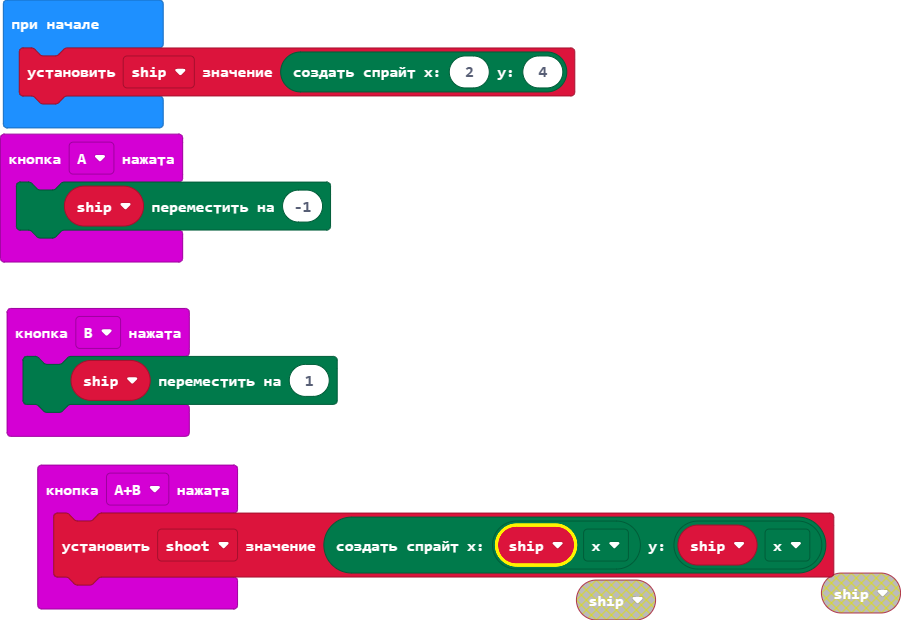 при начале
установить ship значение создать спрайт x: 2 y: 4
кнопка A нажата
ship переместить на -1
кнопка B нажата
ship переместить на 1
кнопка A+B нажата
установить shoot значение создать спрайт x: ship x y: ship x
ship
ship